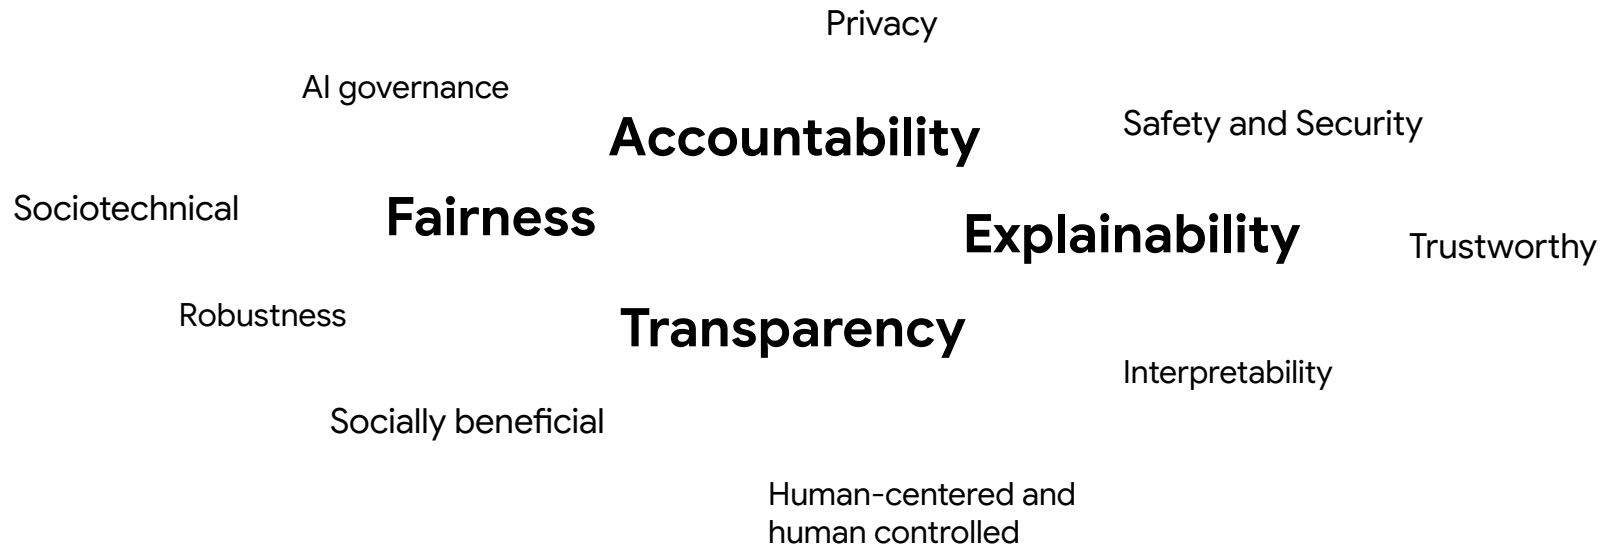 Privacy
AI governance
Accountability
Safety and Security
Sociotechnical
Fairness
Explainability
Trustworthy
Robustness
Transparency
Interpretability
Socially beneficial
Human-centered and
human controlled